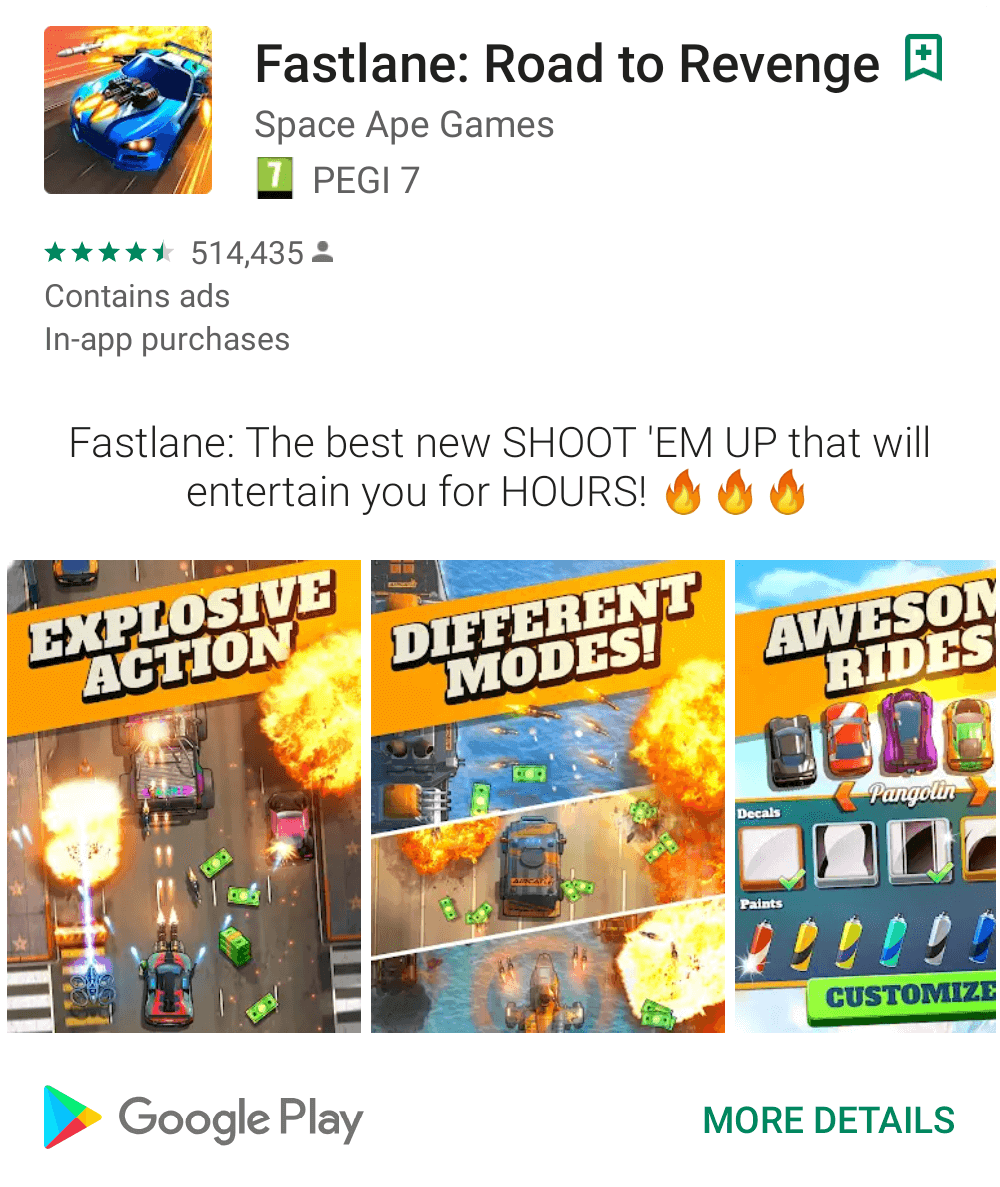 Fastlane: Road to Revenge
Space Ape Games
7 PEGI 7
514,435
Contains ads
In-app purchases
Fastlane: The best new SHOOT 'EM UP that will
entertain you for HOURS! 🔥🔥🔥
EXPLOSIVE
ACTION
DIFFERENT
MODES!
AWESOM
RIDES
Pangolin
Decals
Paints
CUSTOMIZE
Google Play
MORE DETAILS